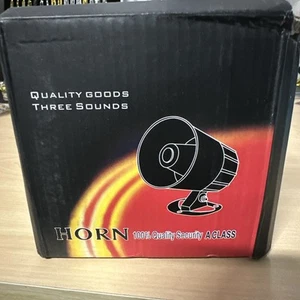 QUALITY GOODS
THREE SOUNDS
HORN 100% Quality Security A CLASS